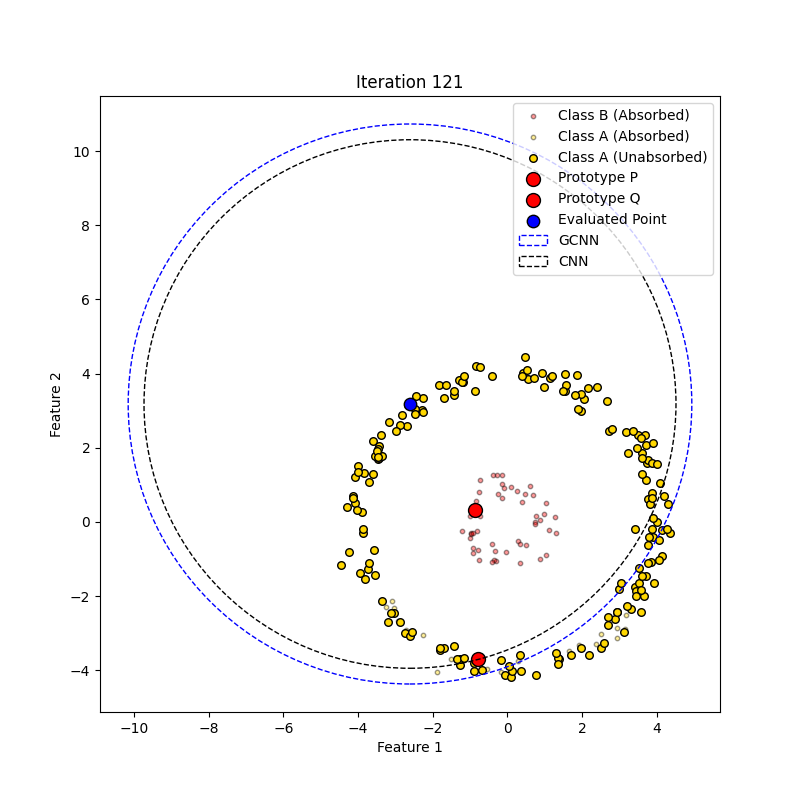 Iteration 121
Class B (Absorbed)
Class A (Absorbed)
Class A (Unabsorbed)
Prototype P
Prototype Q
Evaluated Point
GCNN
CNN
10
8
6
4
2
0
−2
−4
Feature 2
−10 −8 −6 −4 −2 0 2 4
Feature 1